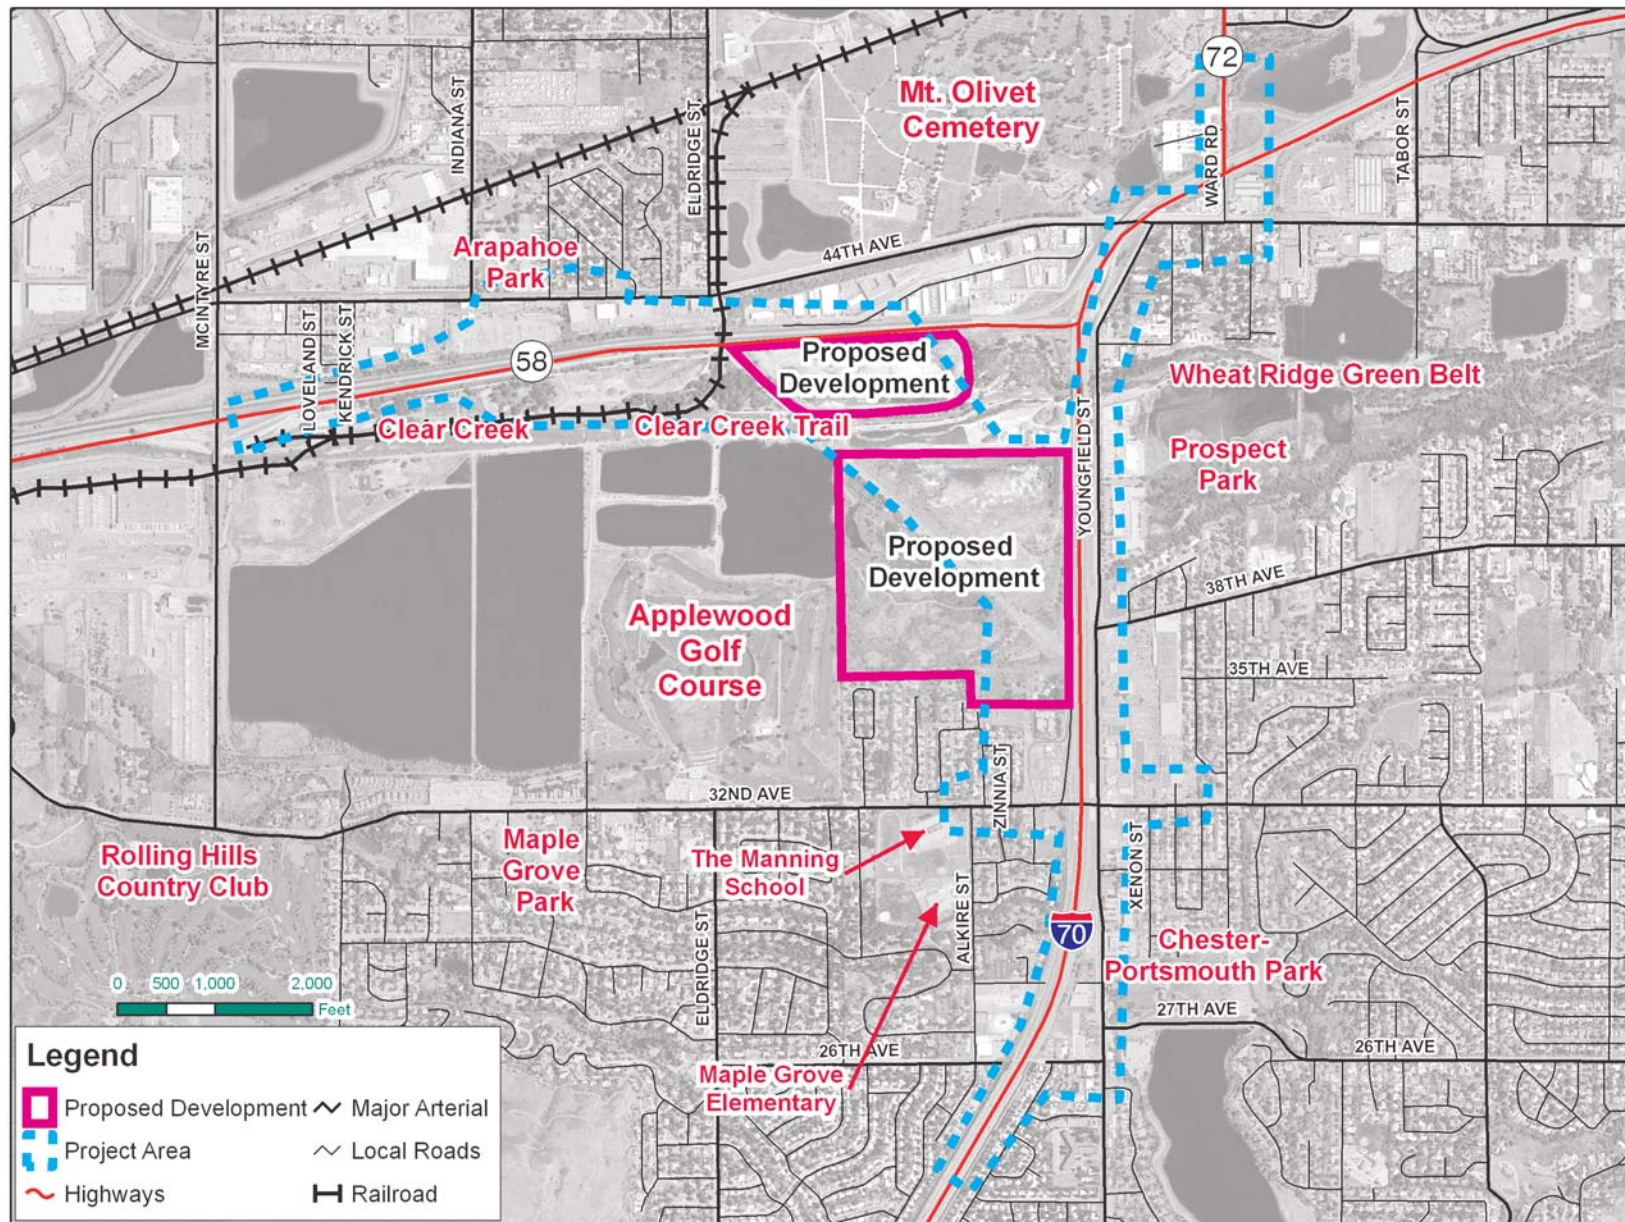 72
Mt. Olivet
Cemetery
INDIANA ST
ELDRIDGE ST
WARD RD
TABOR ST
MCINTYRE ST
Arapahoe
Park
44TH AVE
LOVELAND ST
KENDRICK ST
58
Proposed
Development
Wheat Ridge Green Belt
Clear Creek
Clear Creek Trail
YOUNGFIELD ST
Prospect
Park
Proposed
Development
38TH AVE
Applewood
Golf
Course
35TH AVE
ZINNIA ST
32ND AVE
Rolling Hills
Country Club
Maple
Grove
Park
The Manning
School
XENON ST
ELDRIDGE ST
ALKIRE ST
70
Chester-
Portsmouth Park
0 500 1,000 2,000
Feet
27TH AVE
26TH AVE
26TH AVE
Maple Grove
Elementary
Legend
Proposed Development
Major Arterial
Project Area
Local Roads
Highways
Railroad